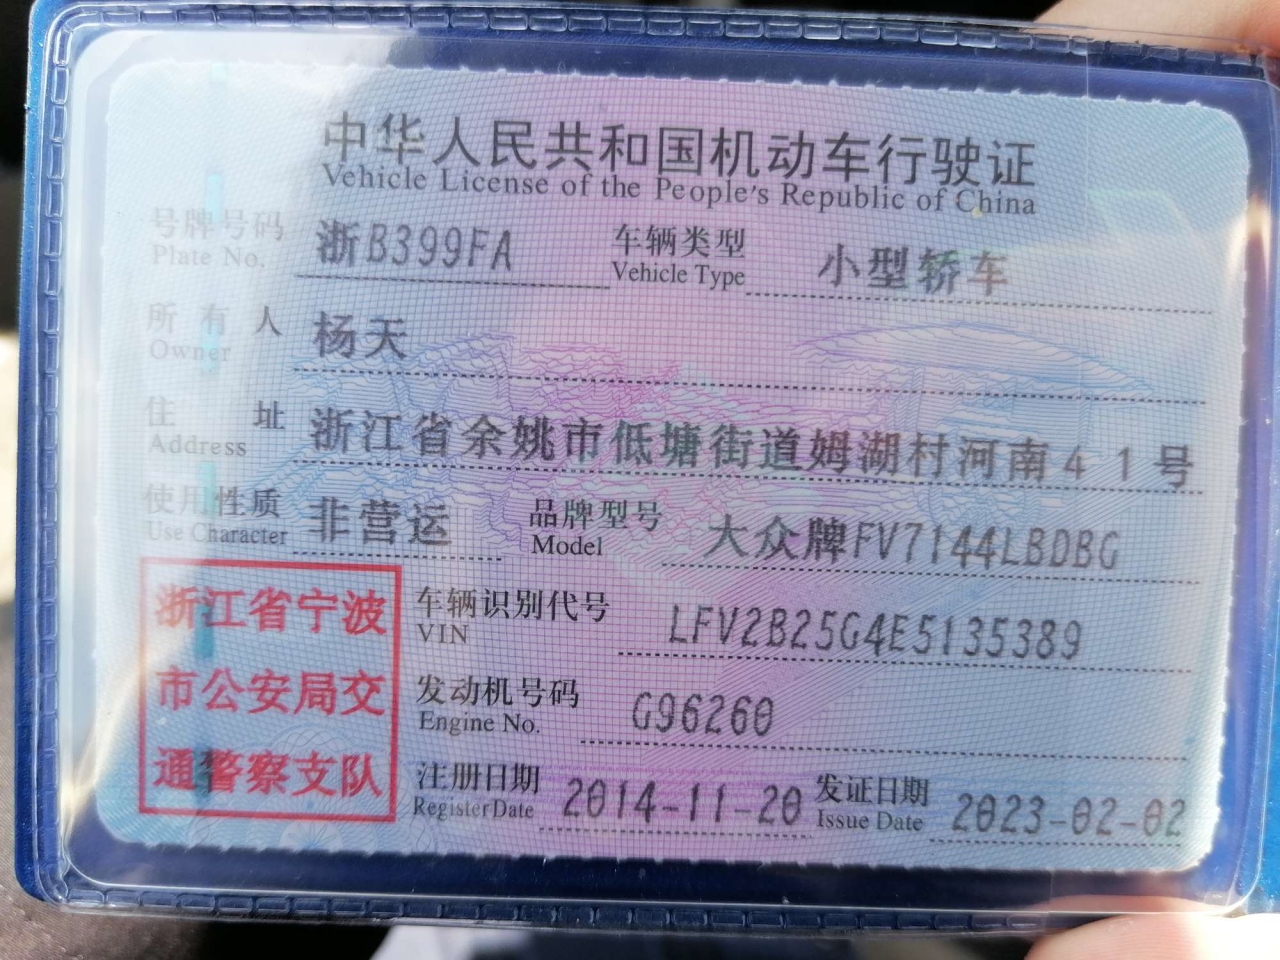 中华人民共和国机动车行驶证
Vehicle License of the People's Republic of China
号牌号码 浙B399FA 车辆类型 小型轿车
Plate No. Vehicle Type
所有人 杨天
Owner
住址 浙江省余姚市低塘街道姆湖村河南41号
Address
使用性质 非营运 品牌型号 大众牌FV7144LBDBG
Use Character Model
浙江省宁波
市公安局交
通警察支队
车辆识别代号 LFV2B25G4E5135389
VIN
发动机号码 G96260
Engine No.
注册日期 2014-11-20 发证日期 2023-02-02
Register Date Issue Date